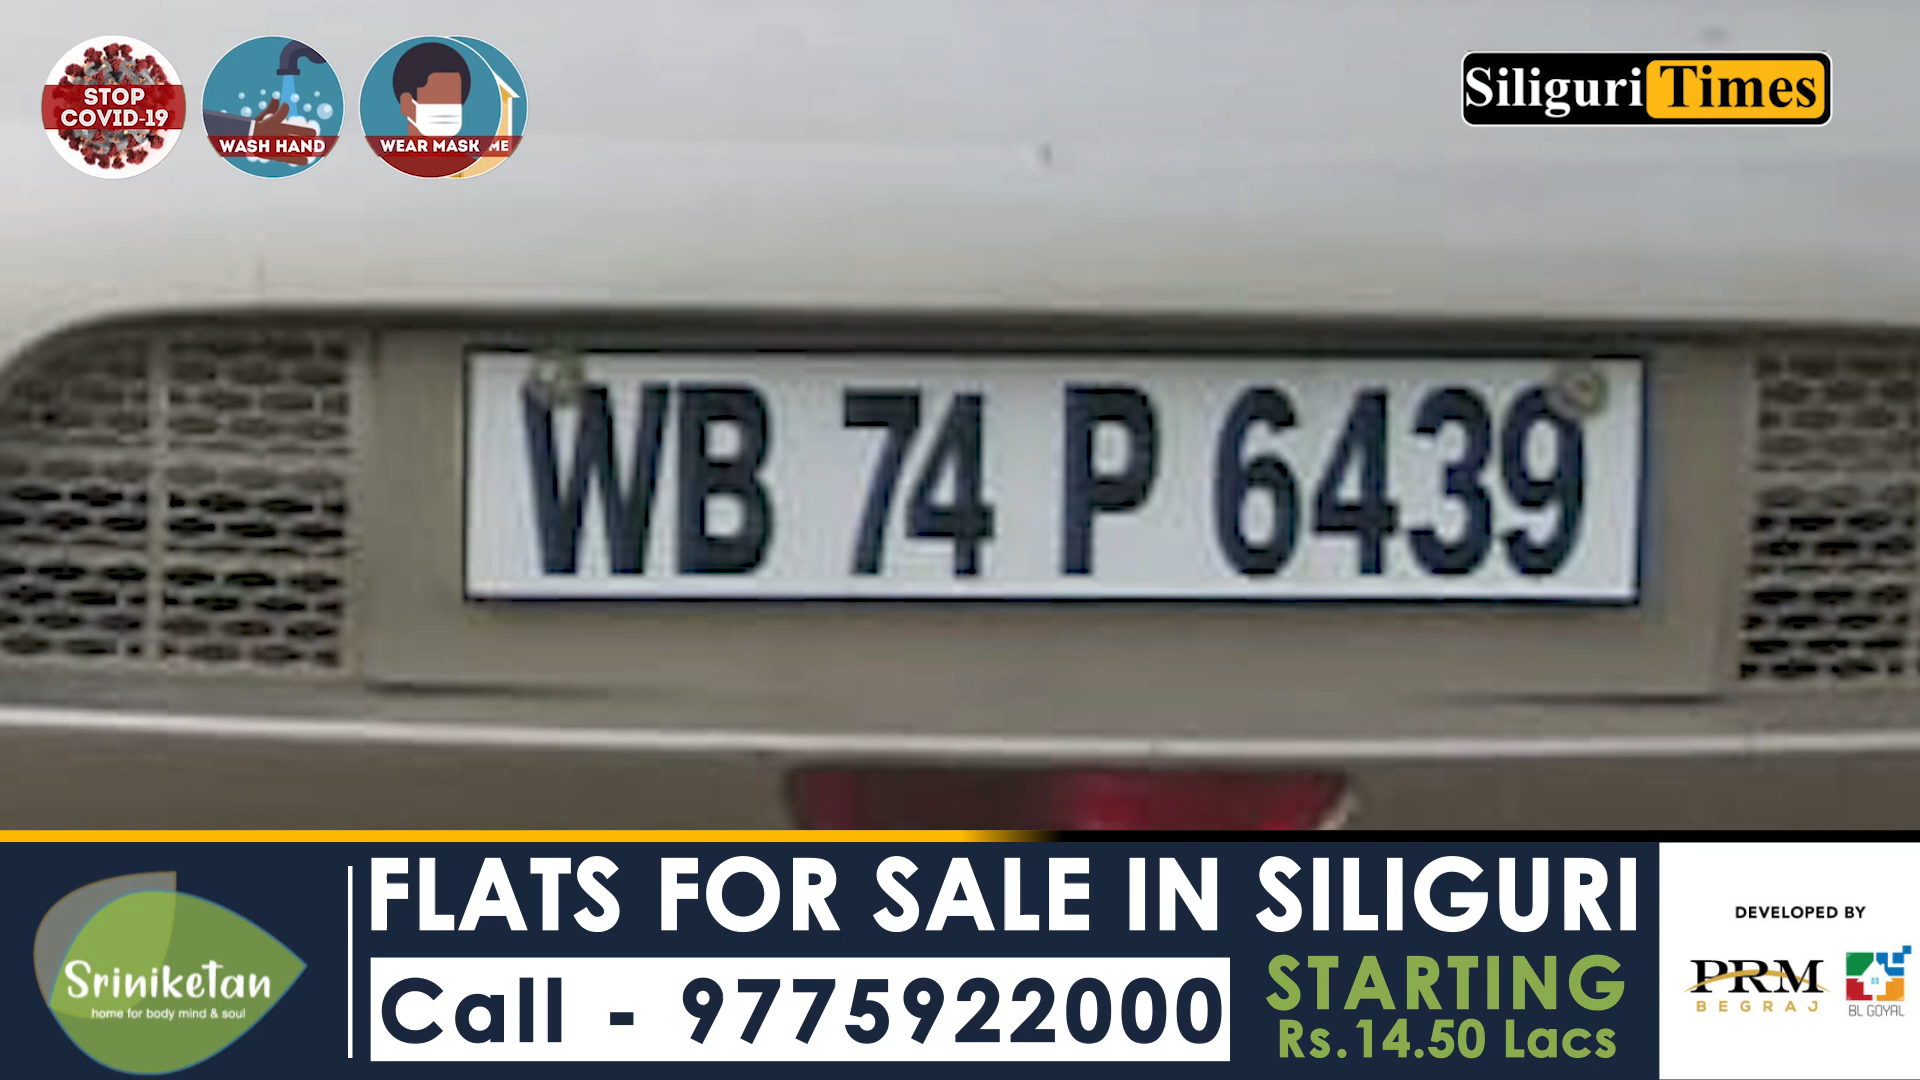 STOP
COVID-19
WASH HAND
WEAR MASK
ME
Siliguri Times
WB 74 P 6439
FLATS FOR SALE IN SILIGURI
Call - 9775922000
STARTING
Rs.14.50 Lacs
Sriniketan
home for body mind & soul
DEVELOPED BY
PRM
BEGRAJ
BL GOYAL